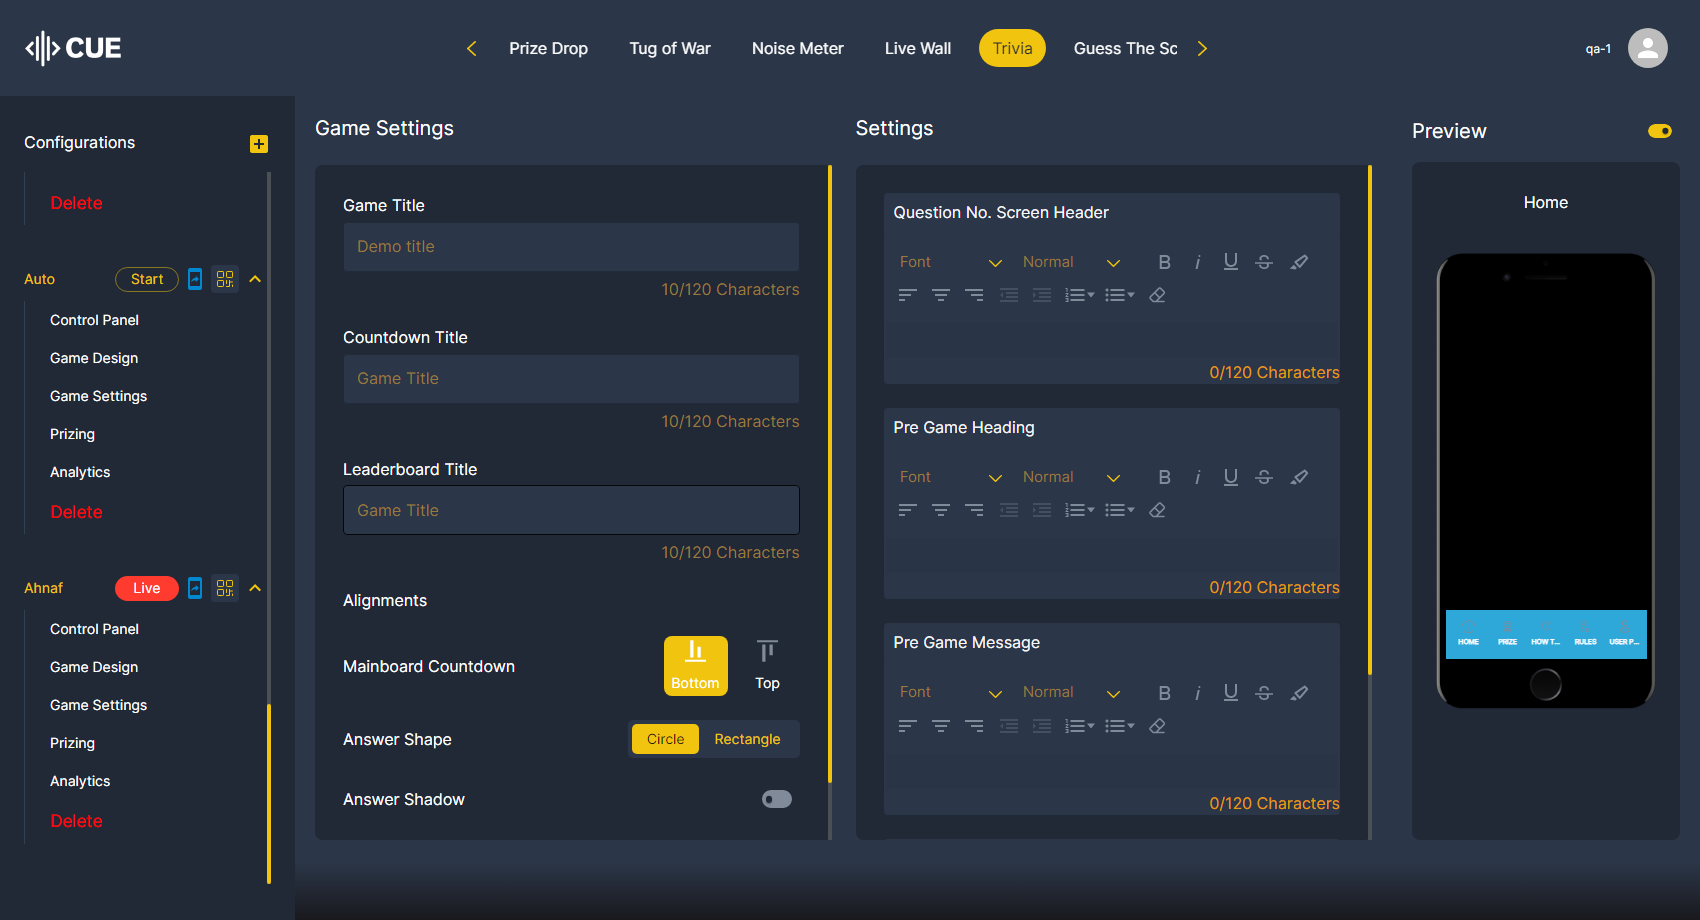 CUE
Prize Drop
Tug of War
Noise Meter
Live Wall
Trivia
Guess The Sc
qa-1
Configurations
Delete
Auto
Start
Control Panel
Game Design
Game Settings
Prizing
Analytics
Delete
Ahnaf
Live
Control Panel
Game Design
Game Settings
Prizing
Analytics
Delete
Game Settings
Game Title
Demo title
10/120 Characters
Countdown Title
Game Title
10/120 Characters
Leaderboard Title
Game Title
10/120 Characters
Alignments
Mainboard Countdown
Bottom
Top
Answer Shape
Circle
Rectangle
Answer Shadow
Settings
Question No. Screen Header
Font
Normal
0/120 Characters
Pre Game Heading
Font
Normal
0/120 Characters
Pre Game Message
Font
Normal
0/120 Characters
Preview
Home
HOME
PRIZE
HOW T...
RULES
USER P...